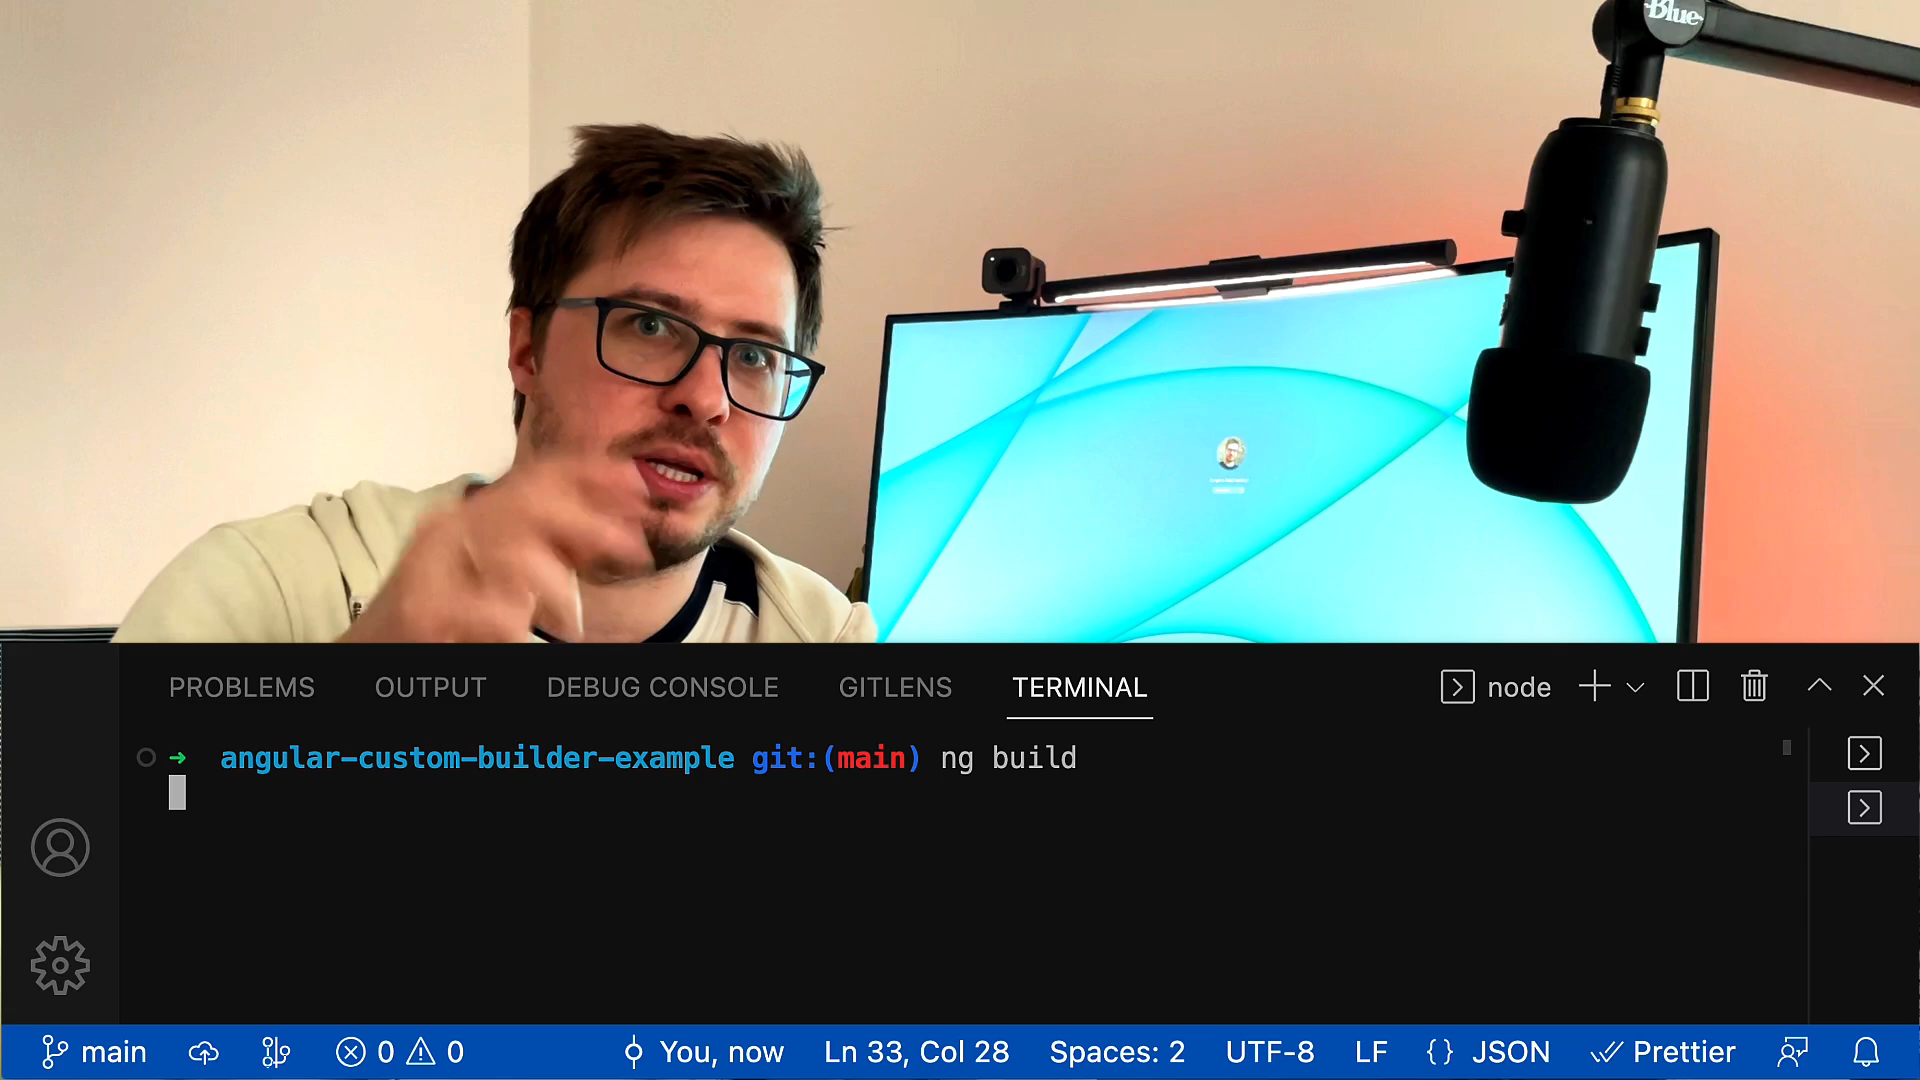 Blue
PROBLEMS OUTPUT DEBUG CONSOLE GITLENS TERMINAL node
➜ angular-custom-builder-example git:(main) ng build
main 0 0 You, now Ln 33, Col 28 Spaces: 2 UTF-8 LF {} JSON Prettier